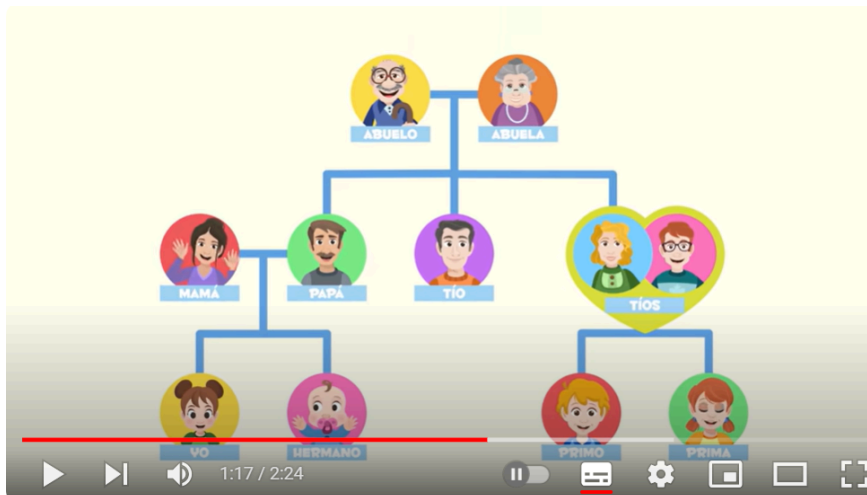 ABUELO
ABUELA
MAMÁ
PAPÁ
TÍO
TÍOS
YO
HERMANO
PRIMO
PRIMA
1:17 / 2:24